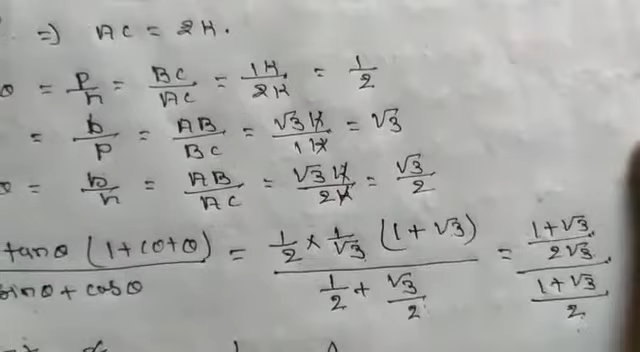 =) AC = 2K.
θ = p/h = BC/AC = 1K/2K = 1/2
= b/p = AB/BC = √3K/1K = √3
θ = b/h = AB/AC = √3K/2K = √3/2
tanθ (1+cotθ)/sinθ+cosθ = 1/2 × 1/√3 (1+√3)/1/2 + √3/2 = 1+√3/2√3/1+√3/2